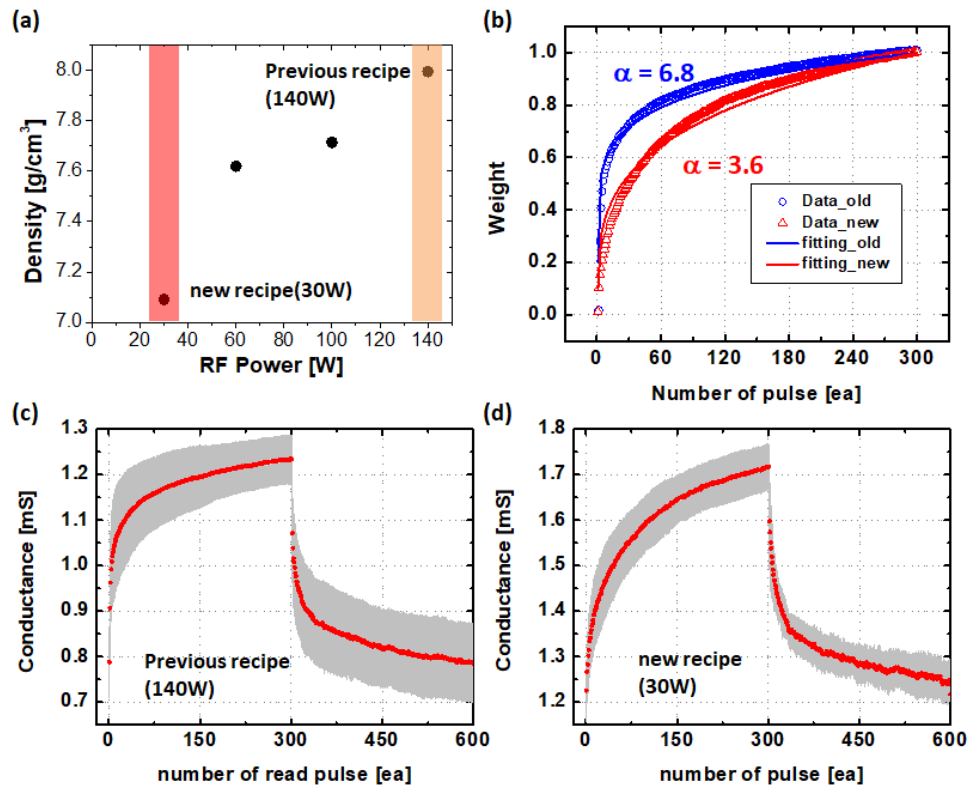 (a)
Density [g/cm³]
8.0
7.8
7.6
7.4
7.2
7.0
Previous recipe
(140W)
new recipe(30W)
0 20 40 60 80 100 120 140
RF Power [W]
(b)
Weight
1.0
0.8
0.6
0.4
0.2
0.0
α = 6.8
α = 3.6
Data_old
Data_new
fitting_old
fitting_new
0 60 120 180 240 300
Number of pulse [ea]
(c)
Conductance [mS]
1.3
1.2
1.1
1.0
0.9
0.8
0.7
Previous recipe
(140W)
0 150 300 450 600
number of read pulse [ea]
(d)
Conductance [mS]
1.8
1.7
1.6
1.5
1.4
1.3
1.2
new recipe
(30W)
0 150 300 450 600
number of pulse [ea]